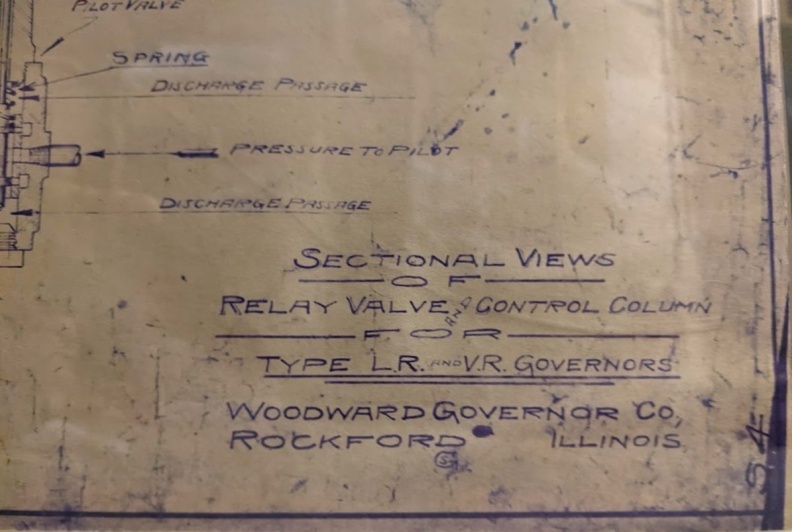 PILOT VALVE
SPRING
DISCHARGE PASSAGE
PRESSURE TO PILOT
DISCHARGE PASSAGE
SECTIONAL VIEWS
OF
RELAY VALVE AND CONTROL COLUMN
FOR
TYPE L.R. AND V.R. GOVERNORS
WOODWARD GOVERNOR CO,
ROCKFORD ILLINOIS
54